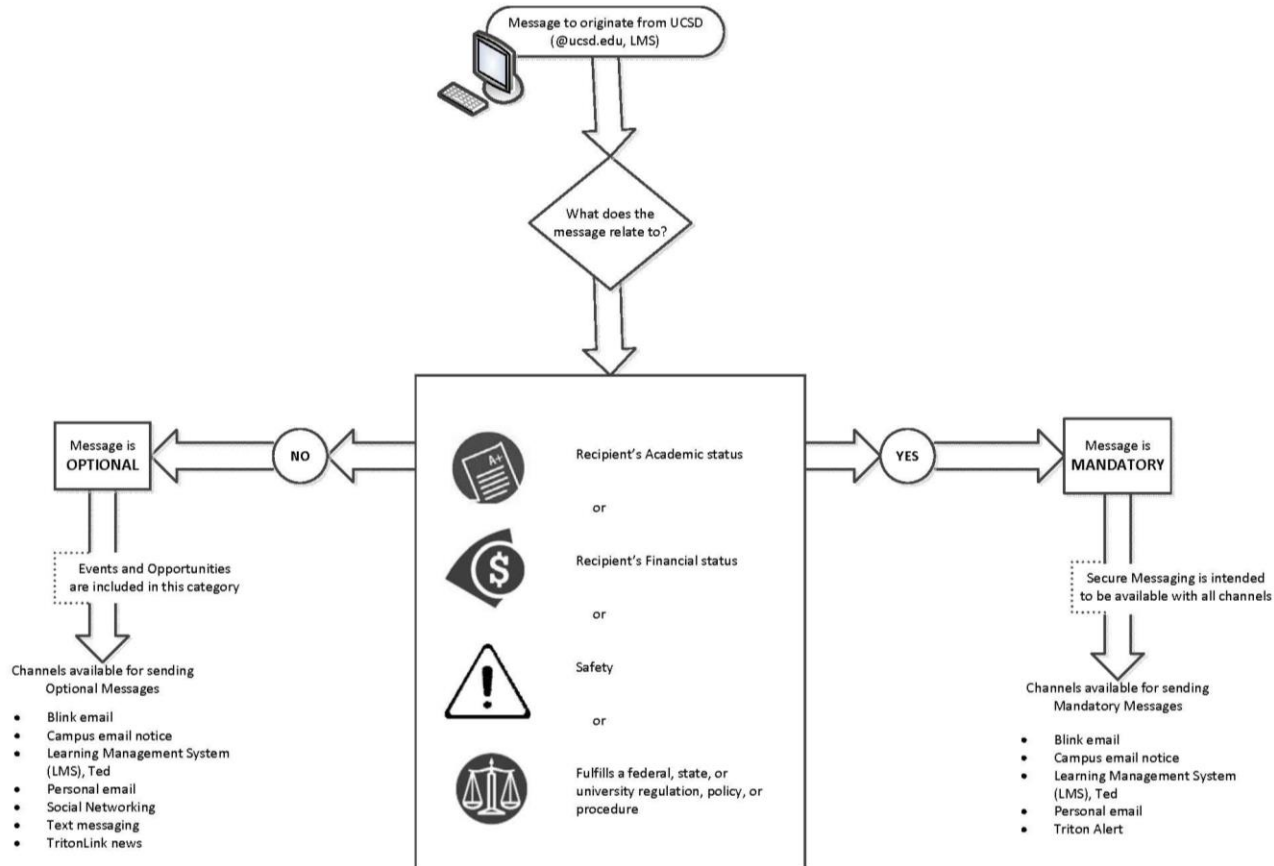 Message to originate from UCSD
(@ucsd.edu, LMS)
What does the
message relate to?
Message is
OPTIONAL
NO
A+
Recipient's Academic status
YES
Message is
MANDATORY
or
$
Recipient's Financial status
or
Events and Opportunities
are included in this category
Secure Messaging is intended
to be available with all channels
!
Safety
or
Fulfills a federal, state, or
university regulation, policy, or
procedure
Channels available for sending
Optional Messages
• Blink email
• Campus email notice
• Learning Management System
(LMS), Ted
• Personal email
• Social Networking
• Text messaging
• TritonLink news
Channels available for sending
Mandatory Messages
• Blink email
• Campus email notice
• Learning Management System
(LMS), Ted
• Personal email
• Triton Alert